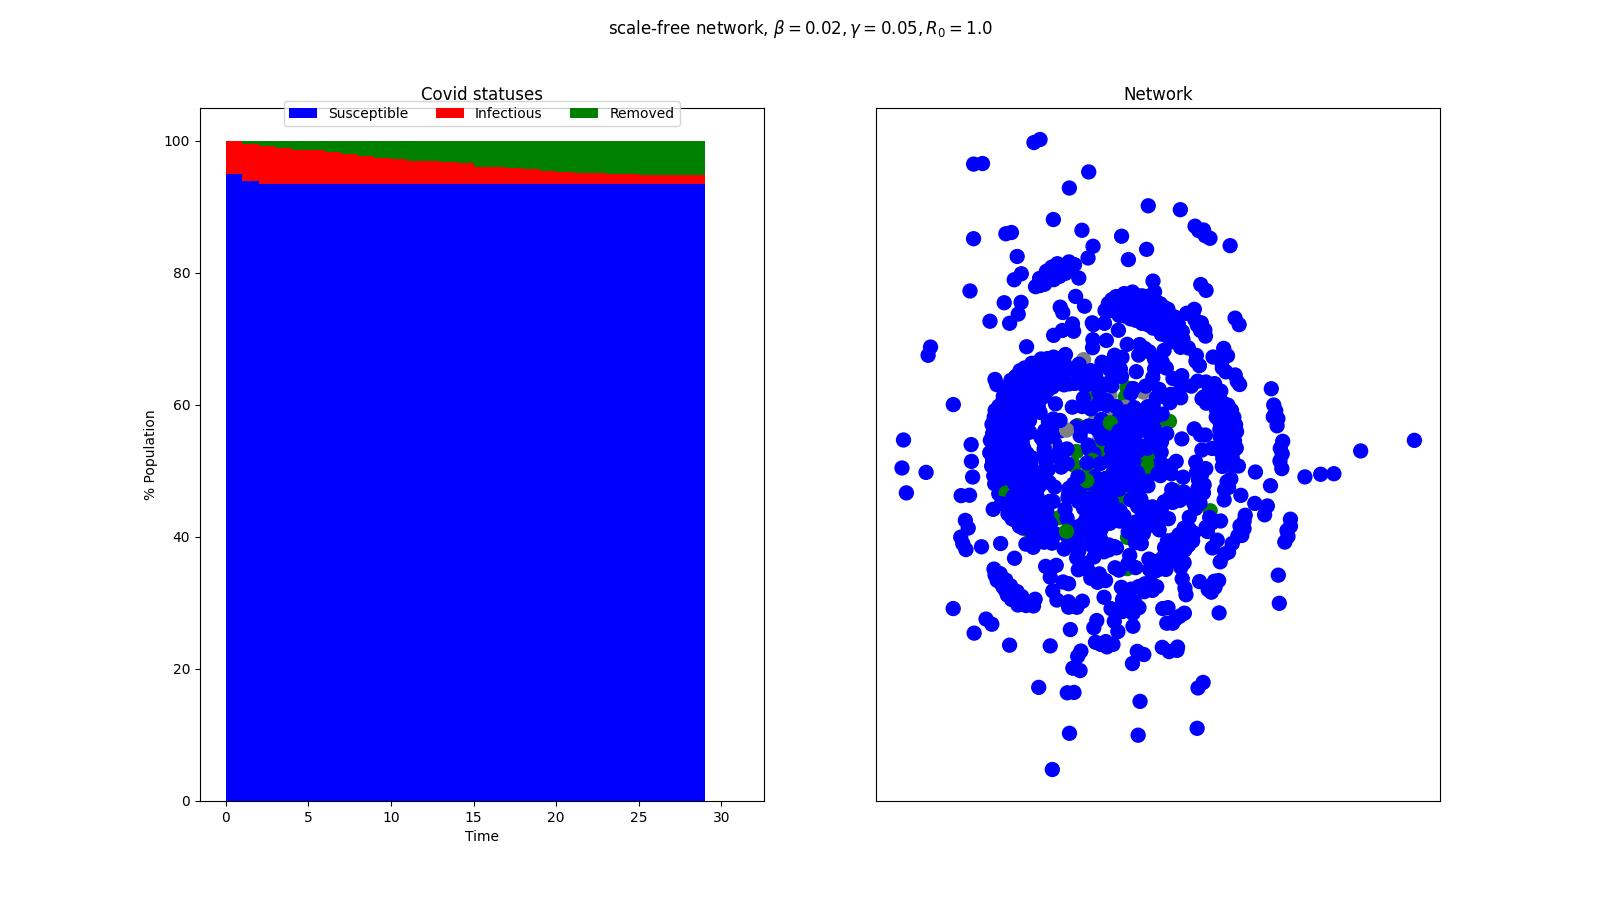 scale-free network, β = 0.02, γ = 0.05, R₀ = 1.0
Covid statuses
Susceptible Infectious Removed
100
80
60
40
20
0
% Population
0 5 10 15 20 25 30
Time
Network